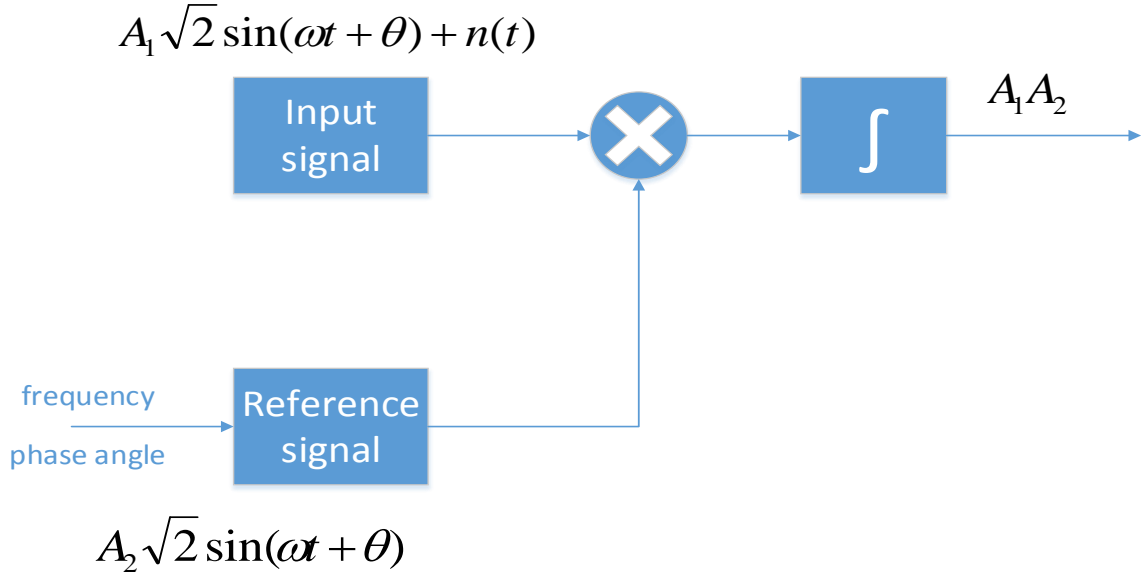 A₁√2 sin(ωt + θ) + n(t)
Input
signal
∫
A₁A₂
frequency
phase angle
Reference
signal
A₂√2 sin(ωt + θ)